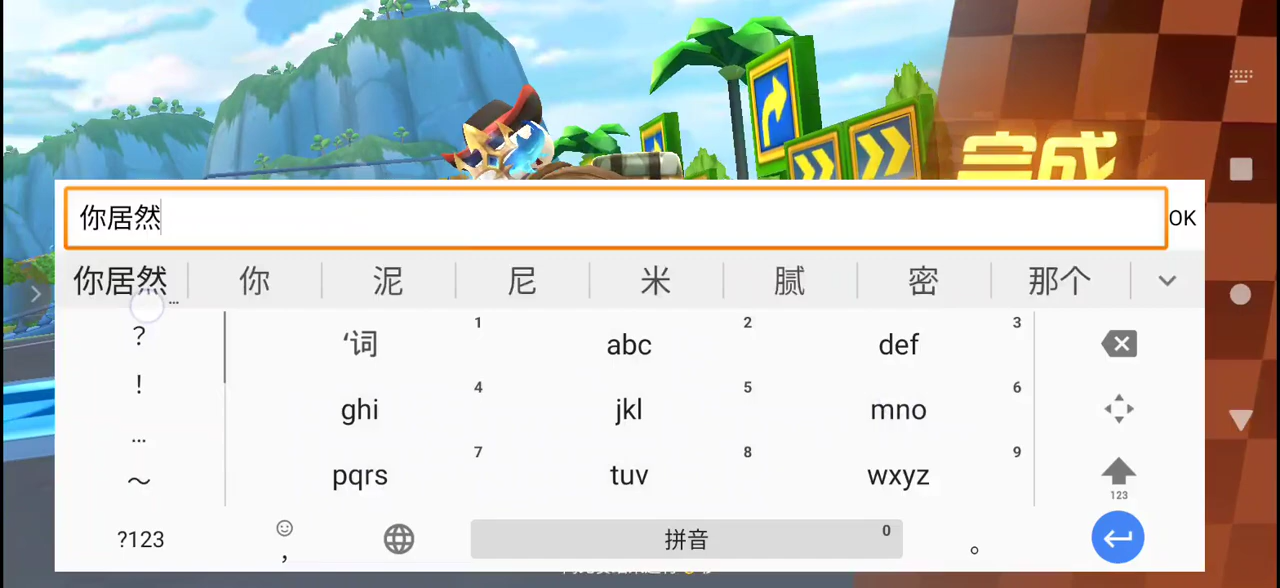 完成
你居然
OK
你居然 你 泥 尼 米 腻 密 那个
...
? ‘词 1 abc 2 def 3
!
ghi 4 jkl 5 mno 6
…
～ pqrs 7 tuv 8 wxyz 9
123
?123 , 拼音 0 。